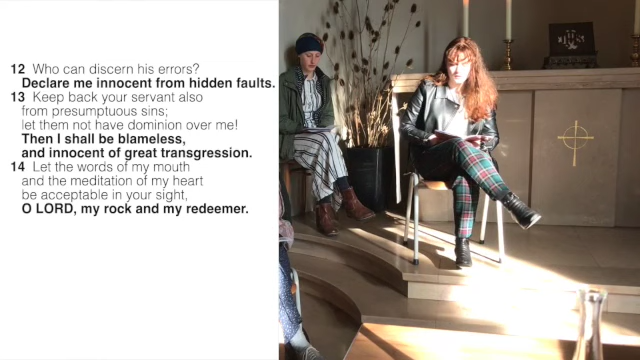 12 Who can discern his errors?
Declare me innocent from hidden faults.
13 Keep back your servant also
from presumptuous sins;
let them not have dominion over me!
Then I shall be blameless,
and innocent of great transgression.
14 Let the words of my mouth
and the meditation of my heart
be acceptable in your sight,
O LORD, my rock and my redeemer.
IHS